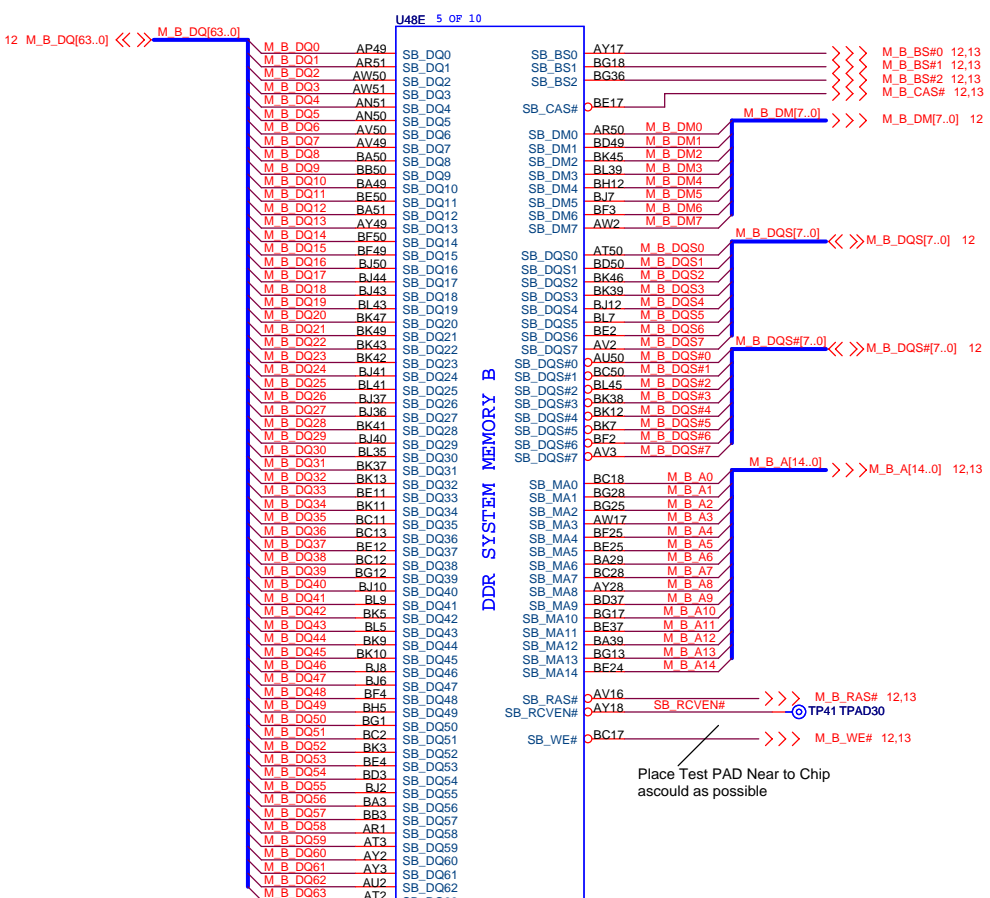 U48E 5 OF 10
12 M_B_DQ[63..0] M_B_DQ[63..0]
M_B_DQ0 AP49 SB_DQ0
M_B_DQ1 AR51 SB_DQ1
M_B_DQ2 AW50 SB_DQ2
M_B_DQ3 AW51 SB_DQ3
M_B_DQ4 AN51 SB_DQ4
M_B_DQ5 AN50 SB_DQ5
M_B_DQ6 AV50 SB_DQ6
M_B_DQ7 AV49 SB_DQ7
M_B_DQ8 BA50 SB_DQ8
M_B_DQ9 BB50 SB_DQ9
M_B_DQ10 BA49 SB_DQ10
M_B_DQ11 BE50 SB_DQ11
M_B_DQ12 BA51 SB_DQ12
M_B_DQ13 AY49 SB_DQ13
M_B_DQ14 BF50 SB_DQ14
M_B_DQ15 BF49 SB_DQ15
M_B_DQ16 BJ50 SB_DQ16
M_B_DQ17 BJ44 SB_DQ17
M_B_DQ18 BJ43 SB_DQ18
M_B_DQ19 BL43 SB_DQ19
M_B_DQ20 BK47 SB_DQ20
M_B_DQ21 BK49 SB_DQ21
M_B_DQ22 BK43 SB_DQ22
M_B_DQ23 BK42 SB_DQ23
M_B_DQ24 BJ41 SB_DQ24
M_B_DQ25 BL41 SB_DQ25
M_B_DQ26 BJ37 SB_DQ26
M_B_DQ27 BJ36 SB_DQ27
M_B_DQ28 BK41 SB_DQ28
M_B_DQ29 BJ40 SB_DQ29
M_B_DQ30 BL35 SB_DQ30
M_B_DQ31 BK37 SB_DQ31
M_B_DQ32 BK13 SB_DQ32
M_B_DQ33 BE11 SB_DQ33
M_B_DQ34 BK11 SB_DQ34
M_B_DQ35 BC11 SB_DQ35
M_B_DQ36 BC13 SB_DQ36
M_B_DQ37 BE12 SB_DQ37
M_B_DQ38 BC12 SB_DQ38
M_B_DQ39 BG12 SB_DQ39
M_B_DQ40 BJ10 SB_DQ40
M_B_DQ41 BL9 SB_DQ41
M_B_DQ42 BK5 SB_DQ42
M_B_DQ43 BL5 SB_DQ43
M_B_DQ44 BK9 SB_DQ44
M_B_DQ45 BK10 SB_DQ45
M_B_DQ46 BJ8 SB_DQ46
M_B_DQ47 BJ6 SB_DQ47
M_B_DQ48 BF4 SB_DQ48
M_B_DQ49 BH5 SB_DQ49
M_B_DQ50 BG1 SB_DQ50
M_B_DQ51 BC2 SB_DQ51
M_B_DQ52 BK3 SB_DQ52
M_B_DQ53 BE4 SB_DQ53
M_B_DQ54 BD3 SB_DQ54
M_B_DQ55 BJ2 SB_DQ55
M_B_DQ56 BA3 SB_DQ56
M_B_DQ57 BB3 SB_DQ57
M_B_DQ58 AR1 SB_DQ58
M_B_DQ59 AT3 SB_DQ59
M_B_DQ60 AY2 SB_DQ60
M_B_DQ61 AY3 SB_DQ61
M_B_DQ62 AU2 SB_DQ62
M_B_DQ63 AT2
DDR SYSTEM MEMORY B
SB_BS0 AY17 M_B_BS#0 12,13
SB_BS1 BG18 M_B_BS#1 12,13
SB_BS2 BG36 M_B_BS#2 12,13
SB_CAS# BE17 M_B_CAS# 12,13
M_B_DM[7..0] M_B_DM[7..0] 12
SB_DM0 AR50 M_B_DM0
SB_DM1 BD49 M_B_DM1
SB_DM2 BK45 M_B_DM2
SB_DM3 BL39 M_B_DM3
SB_DM4 BH12 M_B_DM4
SB_DM5 BJ7 M_B_DM5
SB_DM6 BF3 M_B_DM6
SB_DM7 AW2 M_B_DM7
M_B_DQS[7..0] M_B_DQS[7..0] 12
SB_DQS0 AT50 M_B_DQS0
SB_DQS1 BD50 M_B_DQS1
SB_DQS2 BK46 M_B_DQS2
SB_DQS3 BK39 M_B_DQS3
SB_DQS4 BJ12 M_B_DQS4
SB_DQS5 BL7 M_B_DQS5
SB_DQS6 BE2 M_B_DQS6
SB_DQS7 AV2 M_B_DQS7
M_B_DQS#[7..0] M_B_DQS#[7..0] 12
SB_DQS#0 AU50 M_B_DQS#0
SB_DQS#1 BC50 M_B_DQS#1
SB_DQS#2 BL45 M_B_DQS#2
SB_DQS#3 BK38 M_B_DQS#3
SB_DQS#4 BK12 M_B_DQS#4
SB_DQS#5 BK7 M_B_DQS#5
SB_DQS#6 BF2 M_B_DQS#6
SB_DQS#7 AV3 M_B_DQS#7
M_B_A[14..0] M_B_A[14..0] 12,13
SB_MA0 BC18 M_B_A0
SB_MA1 BG28 M_B_A1
SB_MA2 BG25 M_B_A2
SB_MA3 AW17 M_B_A3
SB_MA4 BF25 M_B_A4
SB_MA5 BE25 M_B_A5
SB_MA6 BA29 M_B_A6
SB_MA7 BC28 M_B_A7
SB_MA8 AY28 M_B_A8
SB_MA9 BD37 M_B_A9
SB_MA10 BG17 M_B_A10
SB_MA11 BE37 M_B_A11
SB_MA12 BA39 M_B_A12
SB_MA13 BG13 M_B_A13
SB_MA14 BE24 M_B_A14
SB_RAS# AV16 M_B_RAS# 12,13
SB_RCVEN# AY18 SB_RCVEN# TP41 TPAD30
SB_WE# BC17 M_B_WE# 12,13
Place Test PAD Near to Chip
ascould as possible